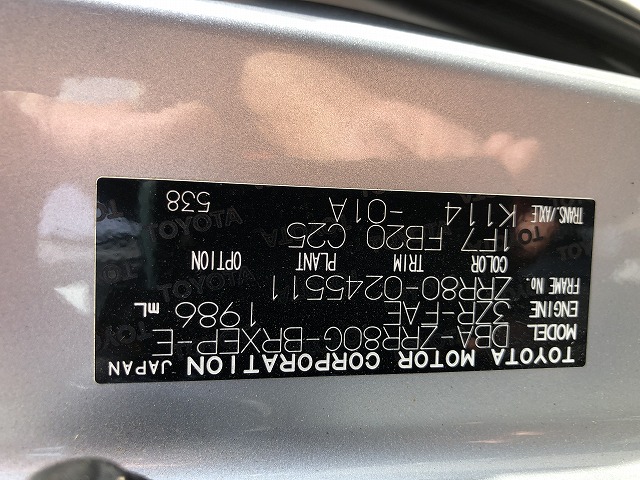 TOYOTA MOTOR CORPORATION JAPAN
MODEL DBA-ZRR80G-BRXEP-E
ENGINE 3ZR-FAE 1986 mL
FRAME No. ZRR80-0245511
COLOR TRIM PLANT OPTION
1F7 FB20 C25
TRANS./AXLE K114 -01A 538